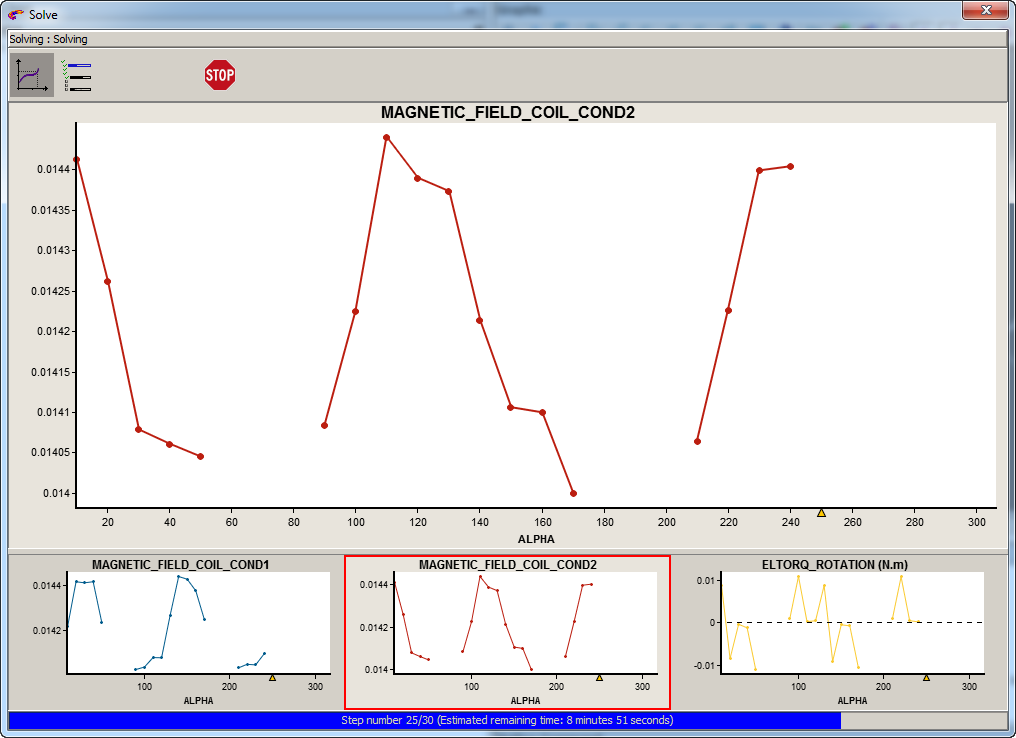 Solve
Solving : Solving
STOP
MAGNETIC_FIELD_COIL_COND2
0.0144
0.01435
0.0143
0.01425
0.0142
0.01415
0.0141
0.01405
0.014
20 40 60 80 100 120 140 160 180 200 220 240 260 280 300
ALPHA
MAGNETIC_FIELD_COIL_COND1
0.0144
0.0142
100 200 300
ALPHA
MAGNETIC_FIELD_COIL_COND2
0.0144
0.0142
0.014
100 200 300
ALPHA
ELTORQ_ROTATION (N.m)
0.01
0
-0.01
100 200 300
ALPHA
Step number 25/30 (Estimated remaining time: 8 minutes 51 seconds)